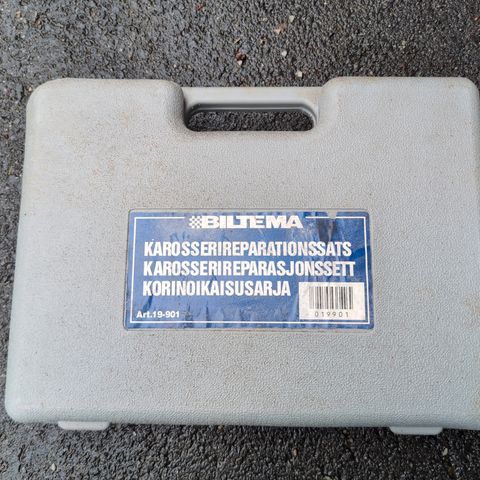 BILTEMA
KAROSSERIREPARATIONSSATS
KAROSSERIREPARASJONSSETT
KORINOIKAISUSARJA
Art.19-901
019901